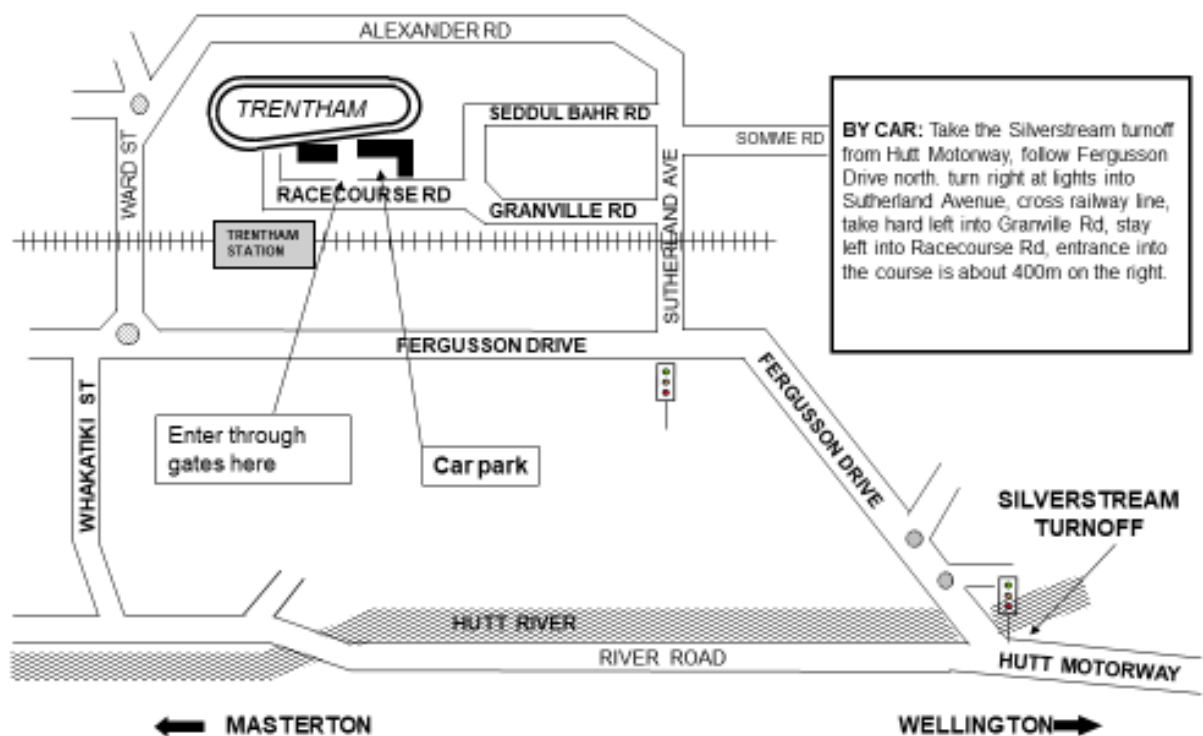 ALEXANDER RD
TRENTHAM
SEDDUL BAHR RD
SOMME RD
WARD ST
RACECOURSE RD
GRANVILLE RD
SUTHERLAND AVE
TRENTHAM
STATION
BY CAR: Take the Silverstream turnoff
from Hutt Motorway, follow Fergusson
Drive north. turn right at lights into
Sutherland Avenue, cross railway line,
take hard left into Granville Rd, stay
left into Racecourse Rd, entrance into
the course is about 400m on the right.
FERGUSSON DRIVE
FERGUSSON DRIVE
WHAKATIKI ST
Enter through
gates here
Car park
SILVERSTREAM
TURNOFF
HUTT RIVER
RIVER ROAD
HUTT MOTORWAY
MASTERTON
WELLINGTON